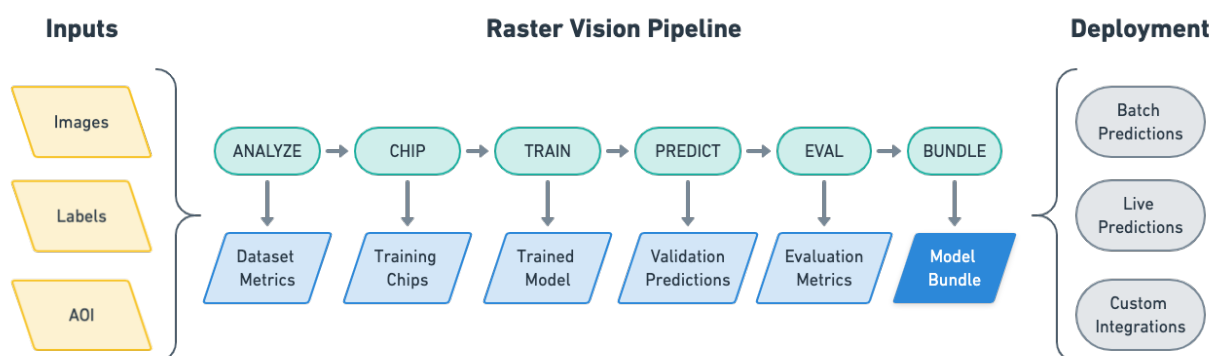 Inputs
Raster Vision Pipeline
Deployment
Images
Labels
AOI
ANALYZE
CHIP
TRAIN
PREDICT
EVAL
BUNDLE
Dataset
Metrics
Training
Chips
Trained
Model
Validation
Predictions
Evaluation
Metrics
Model
Bundle
Batch
Predictions
Live
Predictions
Custom
Integrations